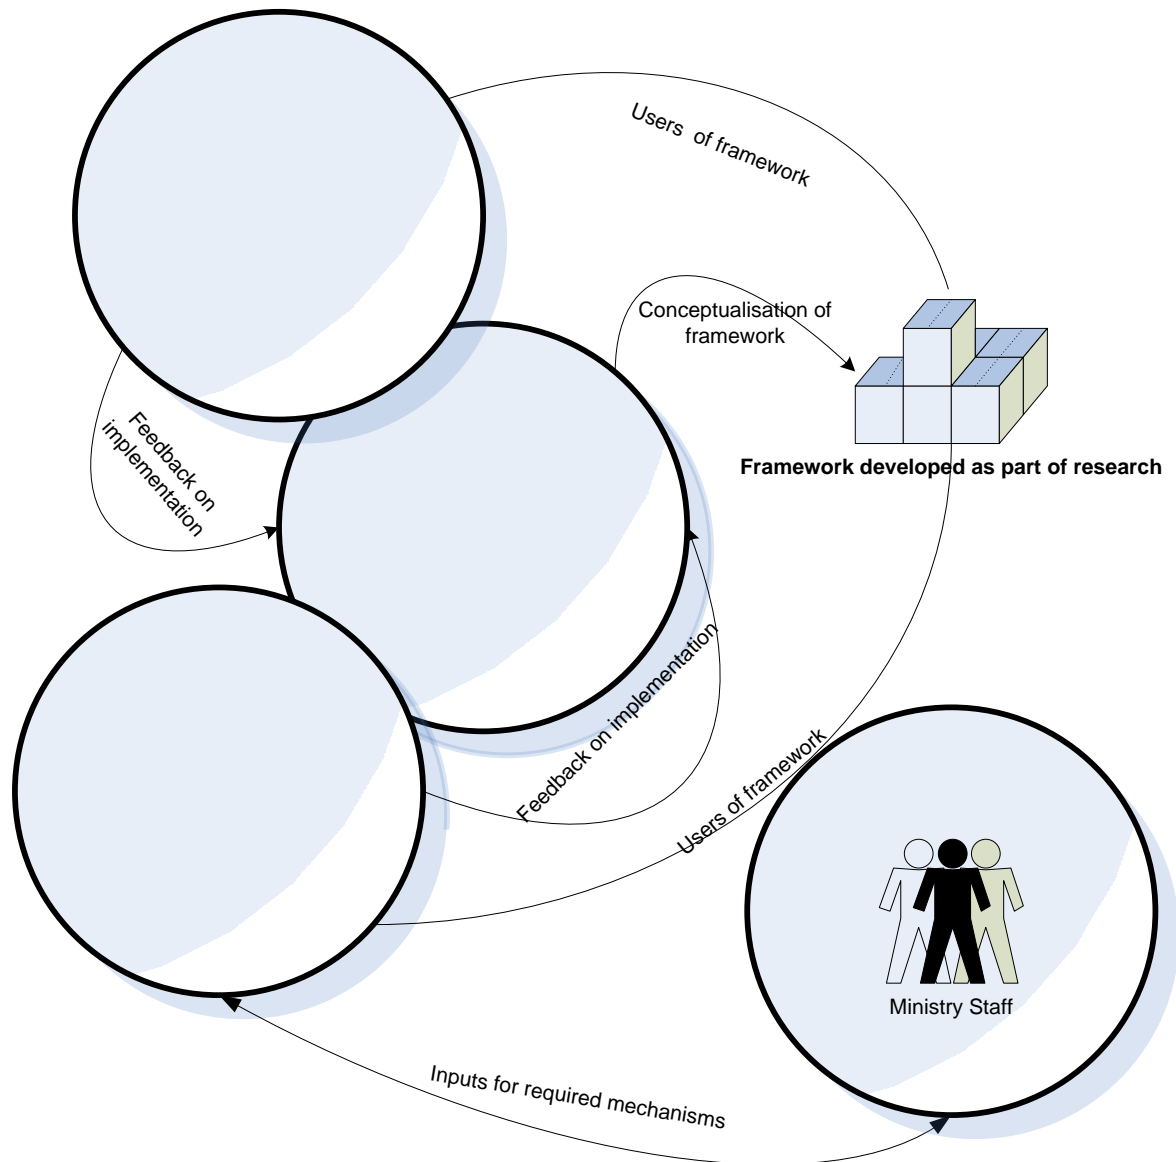 Users of framework
Conceptualisation of
framework
Framework developed as part of research
Feedback on
implementation
Feedback on implementation
Users of framework
Ministry Staff
Inputs for required mechanisms